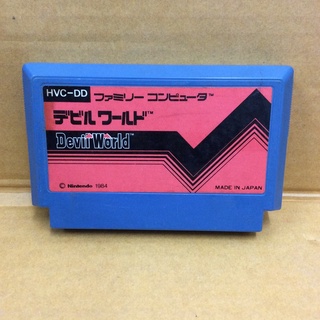 HVC-DD ファミリー コンピュータ™
デビル ワールド™
Devil World™
© Nintendo 1984
MADE IN JAPAN